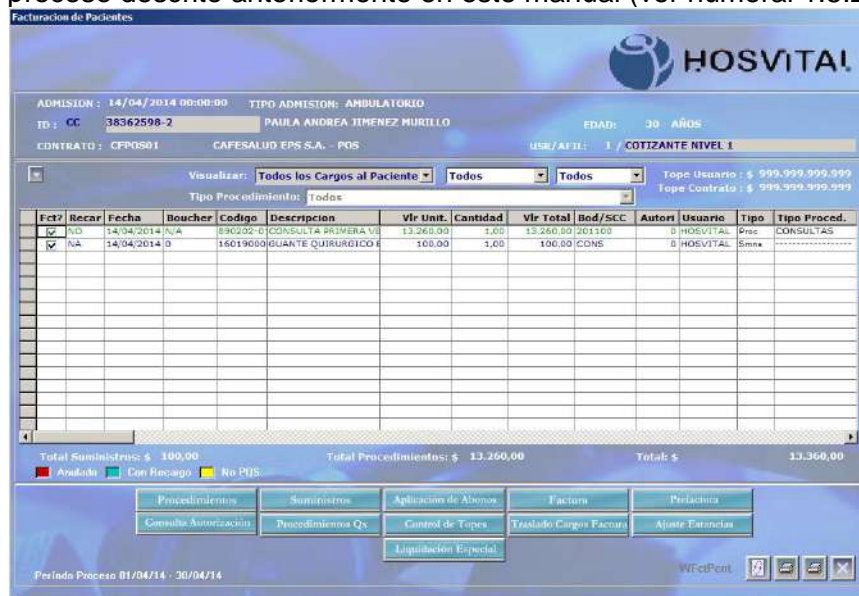 proceso descrito anteriormente en este manual (ver numeral
Facturacion de Pacientes
HOSVITAL
ADMISION : 14/04/2014 00:00:00 TIPO ADMISION: AMBULATORIO
ID : CC 38362598-2 PAULA ANDREA JIMENEZ MURILLO EDAD: 30 AÑOS
CONTRATO : CFPOS01 CAFESALUD EPS S.A. - POS USR/AFIL: 1 / COTIZANTE NIVEL 1
Visualizar: Todos los Cargos al Paciente Todos Todos Tope Usuario : $ 999.999.999.999
Tipo Procedimiento: Todos Tope Contrato : $ 999.999.999.999
Fct? Recar Fecha Boucher Codigo Descripcion Vlr Unit. Cantidad Vlr Total Bod/SCC Autori Usuario Tipo Tipo Proced.
NO 14/04/2014 N/A 890202-0 CONSULTA PRIMERA VE 13.260,00 1,00 13.260,00 201100 0 HOSVITAL Proc CONSULTAS
NA 14/04/2014 0 16019000 GUANTE QUIRURGICO E 100,00 1,00 100,00 CONS 0 HOSVITAL Smns ------------------
Total Suministros: $ 100,00 Total Procedimientos: $ 13.260,00 Total: $ 13.360,00
Anulado Con Recargo No POS
Procedimientos Suministros Aplicacion de Abonos Factura Prefactura
Consulta Autorización Procedimientos Qx Control de Topes Traslado Cargos Factura Ajuste Estancias
Liquidación Especial
Periodo Proceso 01/04/14 - 30/04/14 WFctPcnt